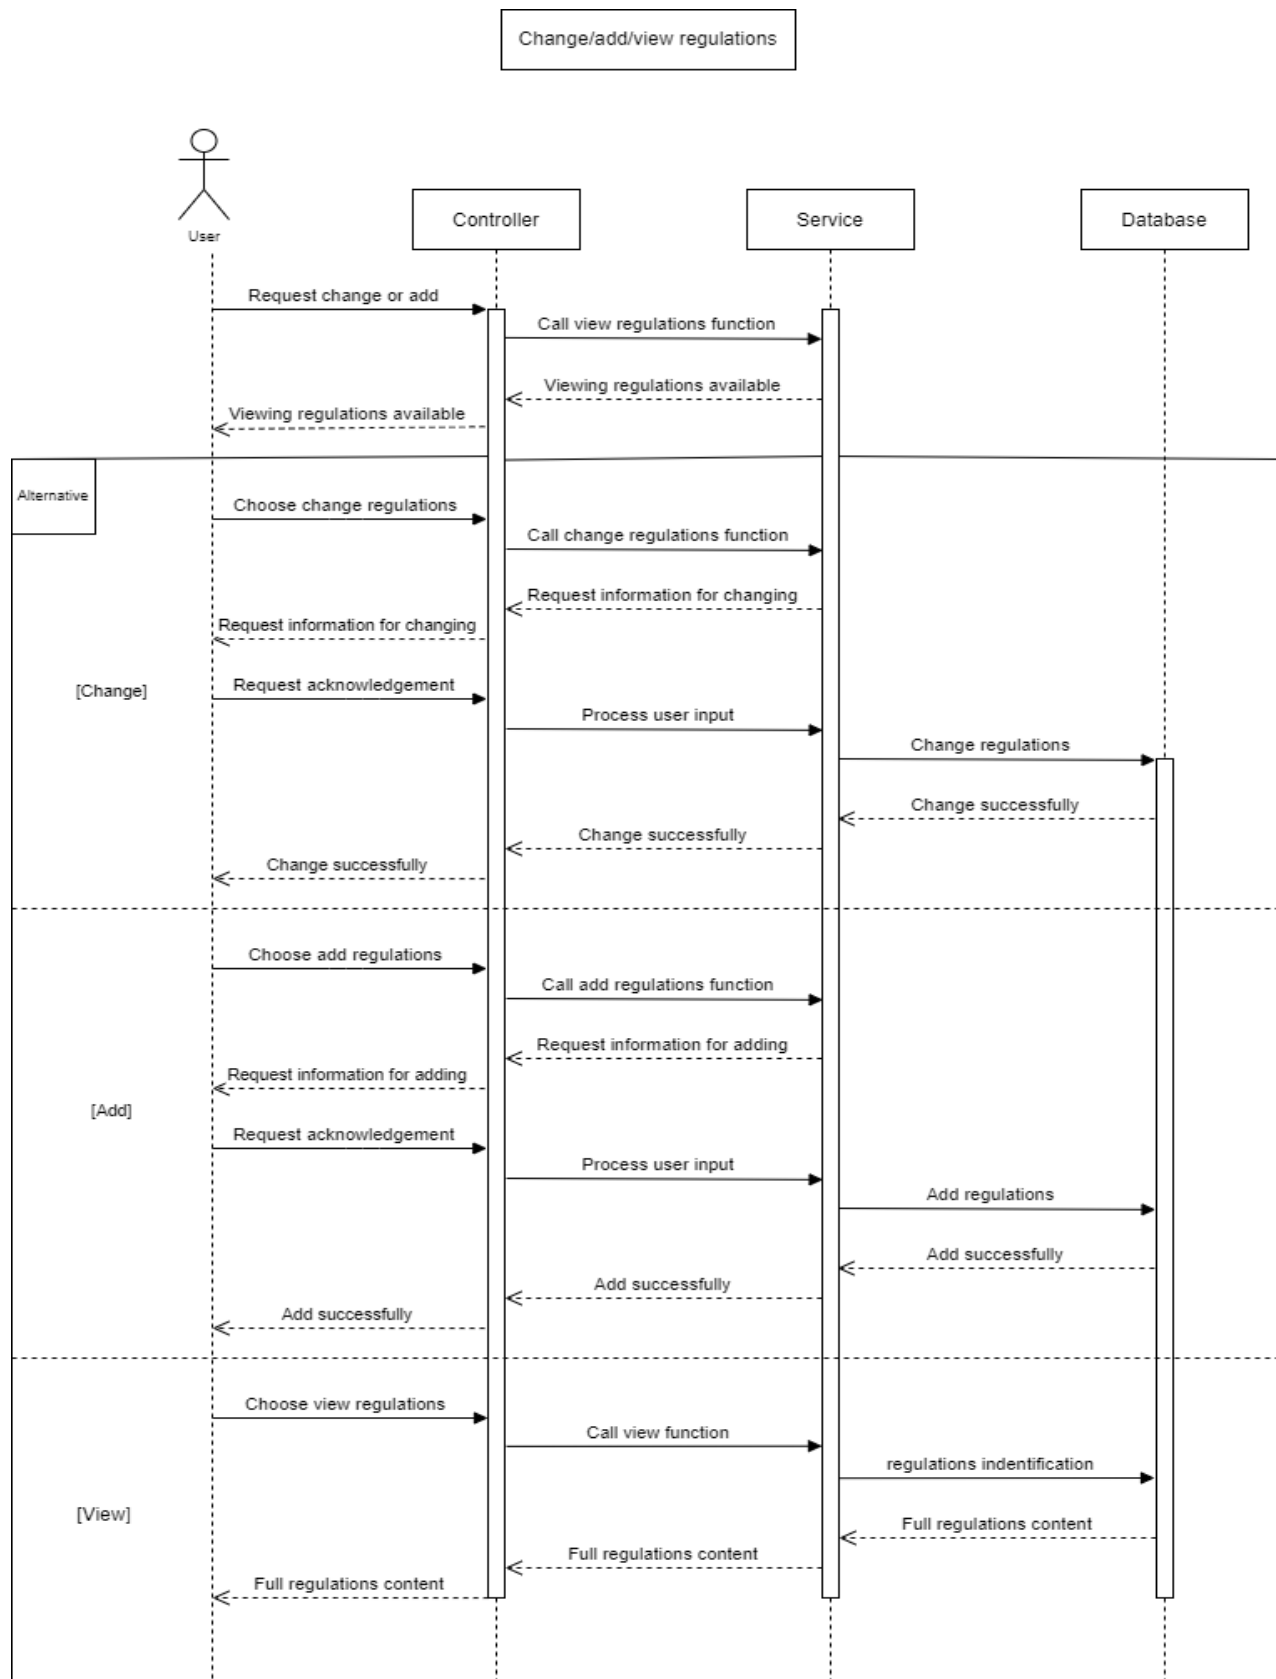 Change/add/view regulations
User
Controller
Service
Database
Request change or add
Call view regulations function
Viewing regulations available
Viewing regulations available
Alternative
Choose change regulations
Call change regulations function
Request information for changing
Request information for changing
[Change]
Request acknowledgement
Process user input
Change regulations
Change successfully
Change successfully
Change successfully
Choose add regulations
Call add regulations function
Request information for adding
Request information for adding
[Add]
Request acknowledgement
Process user input
Add regulations
Add successfully
Add successfully
Add successfully
Choose view regulations
Call view function
regulations indentification
[View]
Full regulations content
Full regulations content
Full regulations content